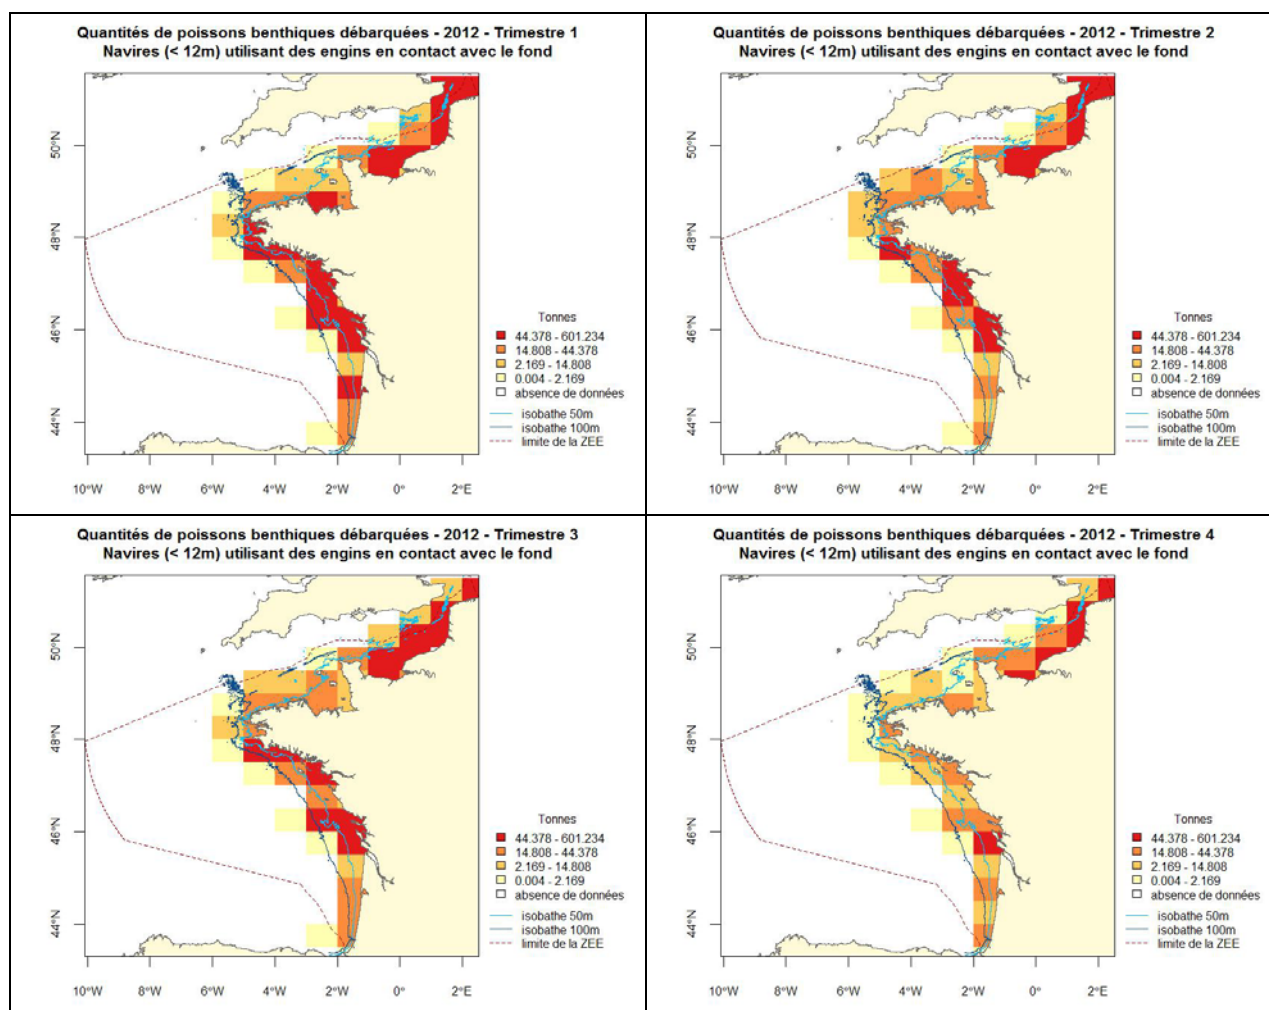 Quantités de poissons benthiques débarquées - 2012 - Trimestre 1
Navires (< 12m) utilisant des engins en contact avec le fond
50°N
48°N
46°N
44°N
Tonnes
44.378 - 601.234
14.808 - 44.378
2.169 - 14.808
0.004 - 2.169
absence de données
isobathe 50m
isobathe 100m
limite de la ZEE
10°W 8°W 6°W 4°W 2°W 0° 2°E
Quantités de poissons benthiques débarquées - 2012 - Trimestre 2
Navires (< 12m) utilisant des engins en contact avec le fond
50°N
48°N
46°N
44°N
Tonnes
44.378 - 601.234
14.808 - 44.378
2.169 - 14.808
0.004 - 2.169
absence de données
isobathe 50m
isobathe 100m
limite de la ZEE
10°W 8°W 6°W 4°W 2°W 0° 2°E
Quantités de poissons benthiques débarquées - 2012 - Trimestre 3
Navires (< 12m) utilisant des engins en contact avec le fond
50°N
48°N
46°N
44°N
Tonnes
44.378 - 601.234
14.808 - 44.378
2.169 - 14.808
0.004 - 2.169
absence de données
isobathe 50m
isobathe 100m
limite de la ZEE
10°W 8°W 6°W 4°W 2°W 0° 2°E
Quantités de poissons benthiques débarquées - 2012 - Trimestre 4
Navires (< 12m) utilisant des engins en contact avec le fond
50°N
48°N
46°N
44°N
Tonnes
44.378 - 601.234
14.808 - 44.378
2.169 - 14.808
0.004 - 2.169
absence de données
isobathe 50m
isobathe 100m
limite de la ZEE
10°W 8°W 6°W 4°W 2°W 0° 2°E